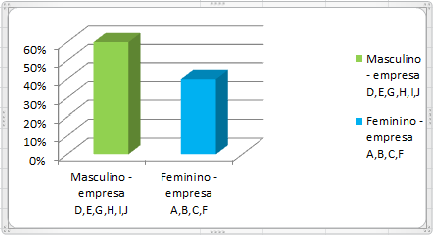 60%
50%
40%
30%
20%
10%
0%
Masculino -
empresa
D,E,G,H,I,J
Feminino -
empresa
A,B,C,F
Masculino
- empresa
D,E,G,H,I,J
Feminino -
empresa
A,B,C,F